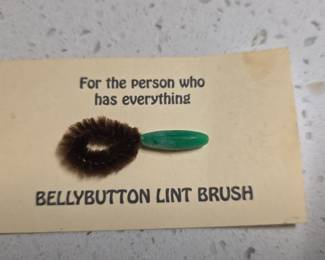 For the person who
has everything
BELLYBUTTON LINT BRUSH